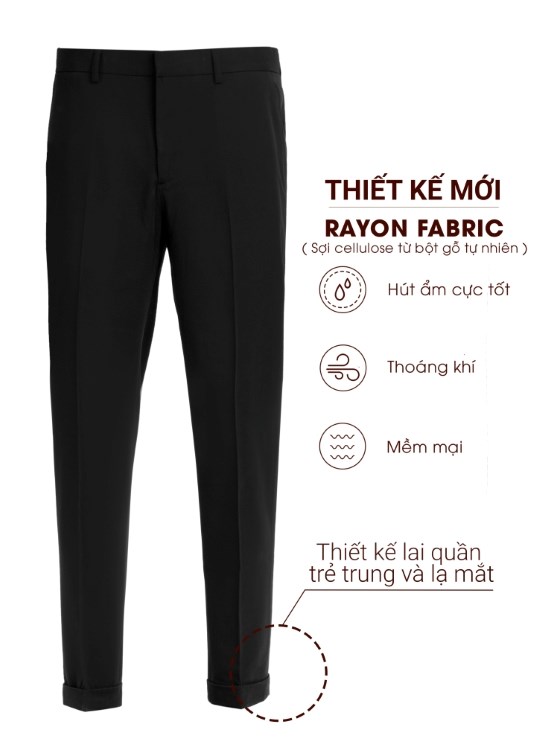 THIẾT KẾ MỚI
RAYON FABRIC
( Sợi cellulose từ bột gỗ tự nhiên )
Hút ẩm cực tốt
Thoáng khí
Mềm mại
Thiết kế lai quần
trẻ trung và lạ mắt